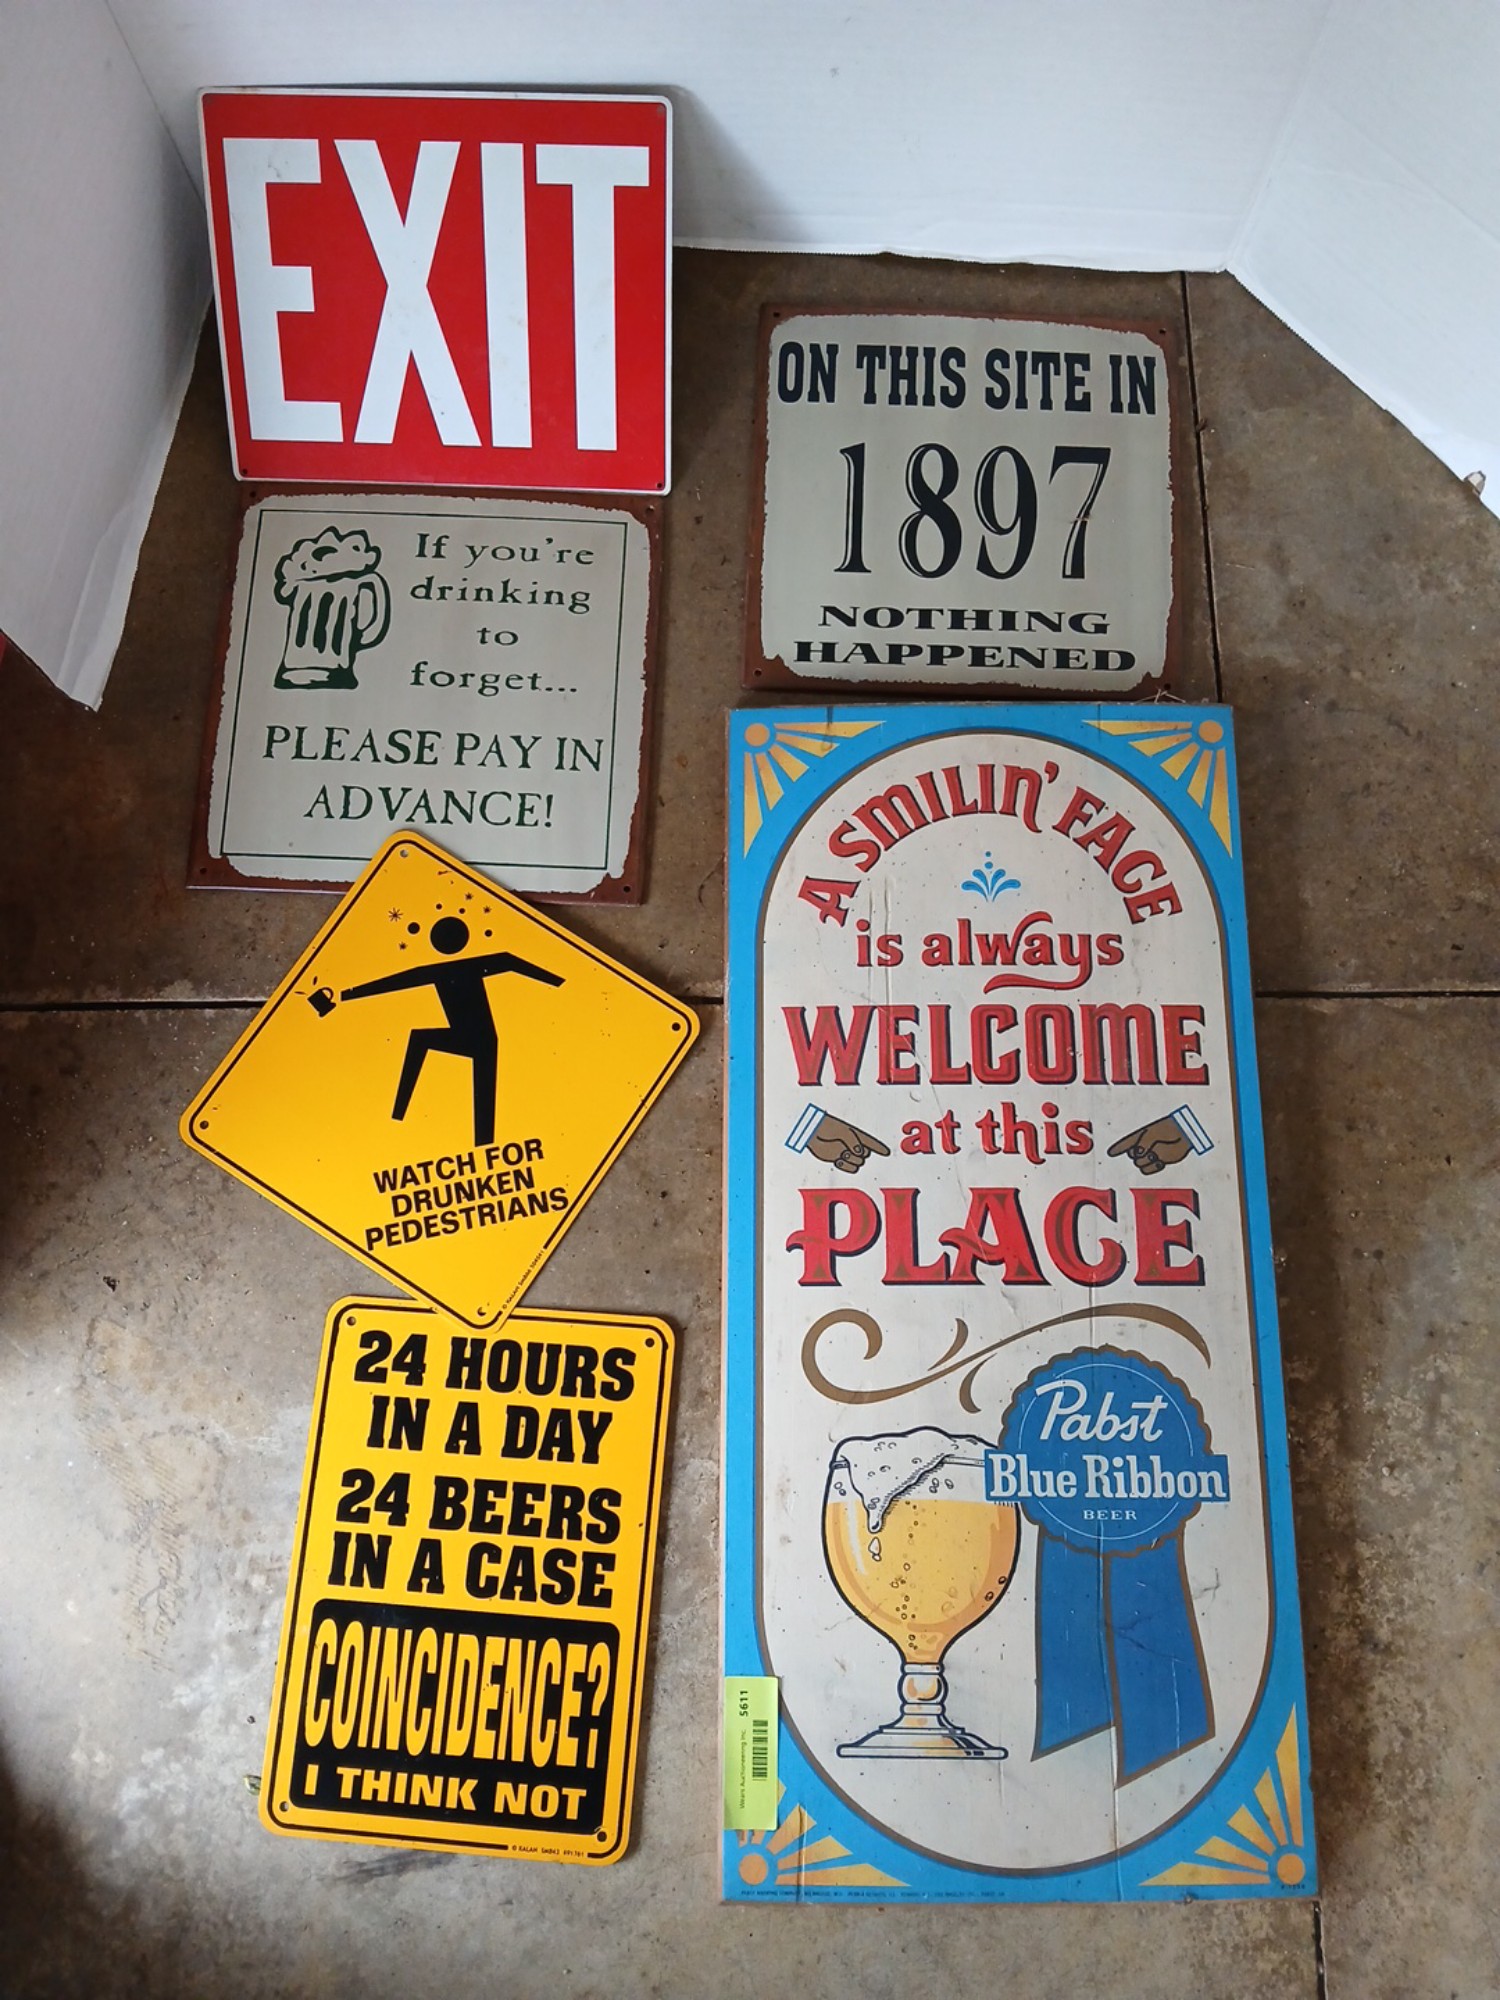 EXIT
If you're
drinking
to
forget...
PLEASE PAY IN
ADVANCE!
ON THIS SITE IN
1897
NOTHING
HAPPENED
WATCH FOR
DRUNKEN
PEDESTRIANS
24 HOURS
IN A DAY
24 BEERS
IN A CASE
COINCIDENCE?
I THINK NOT
A SMILIN' FACE
is always
WELCOME
at this
PLACE
Pabst
Blue Ribbon
BEER
5611